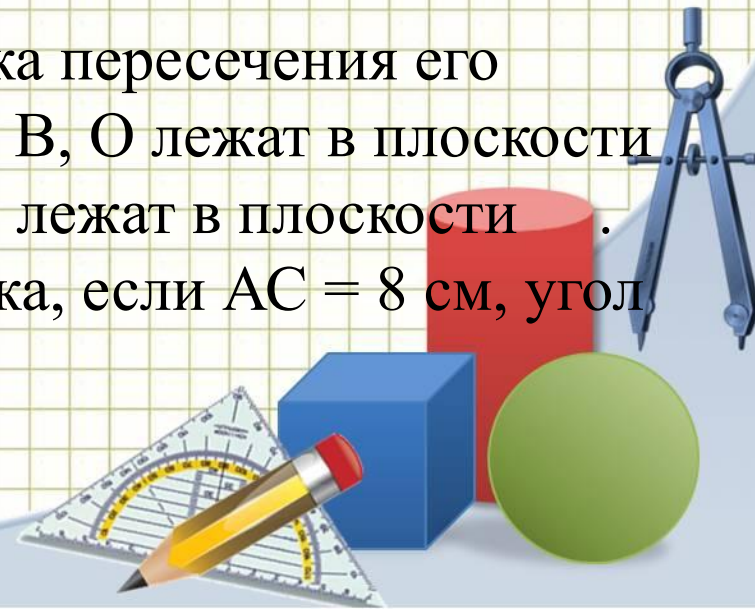 ка пересечения его
В, О лежат в плоскости
лежат в плоскости .
ка, если АС = 8 см, угол